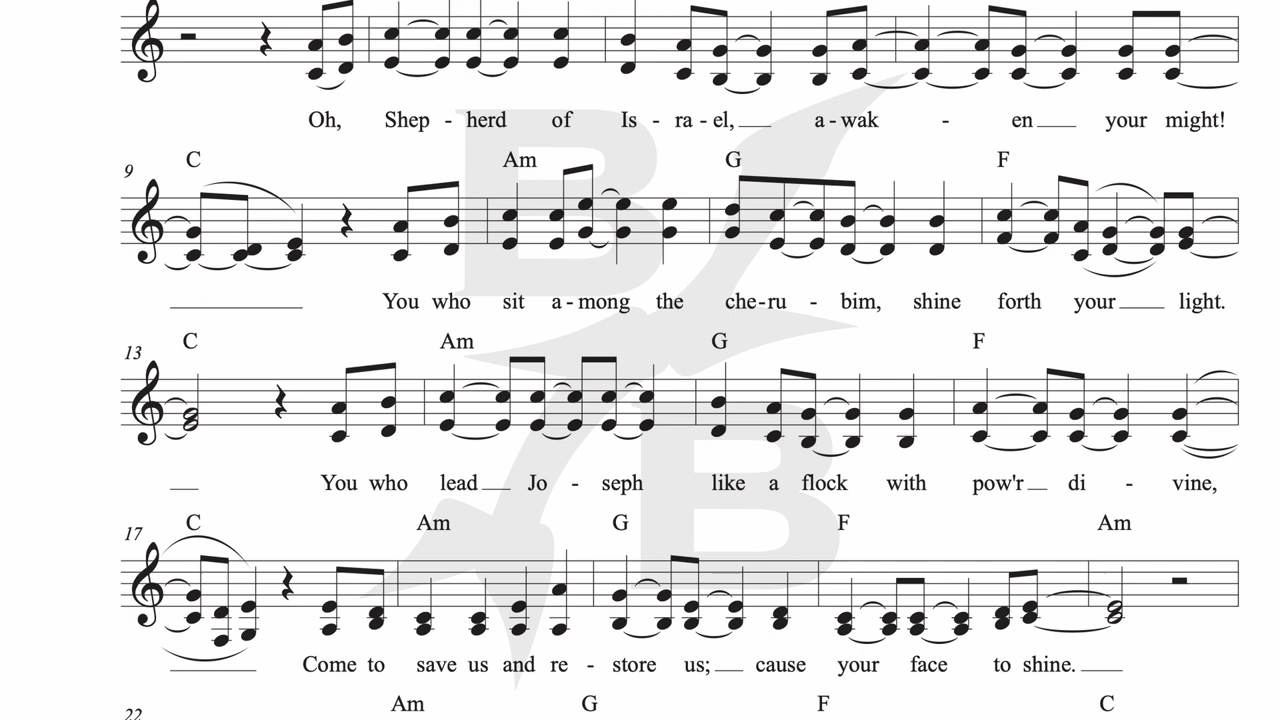 Oh, Shep - herd of Is - ra - el, a - wak - en your might!
9 C Am G F
You who sit a - mong the che - ru - bim, shine forth your light.
C Am G F
13
You who lead Jo - seph like a flock with pow'r di - vine,
C Am G F Am
17
Come to save us and re - store us; cause your face to shine.
Am G F C
22
B
B